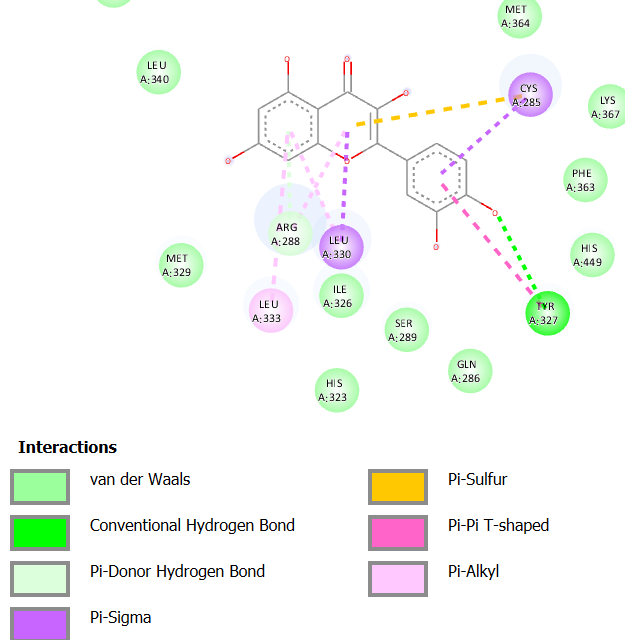 MET
A:364
LEU
A:340
CYS
A:285
LYS
A:367
PHE
A:363
ARG
A:288
LEU
A:330
HIS
A:449
MET
A:329
ILE
A:326
LEU
A:333
TYR
A:327
SER
A:289
GLN
A:286
HIS
A:323
O
O
O
O
O
O
O
Interactions
van der Waals
Pi-Sulfur
Conventional Hydrogen Bond
Pi-Pi T-shaped
Pi-Donor Hydrogen Bond
Pi-Alkyl
Pi-Sigma